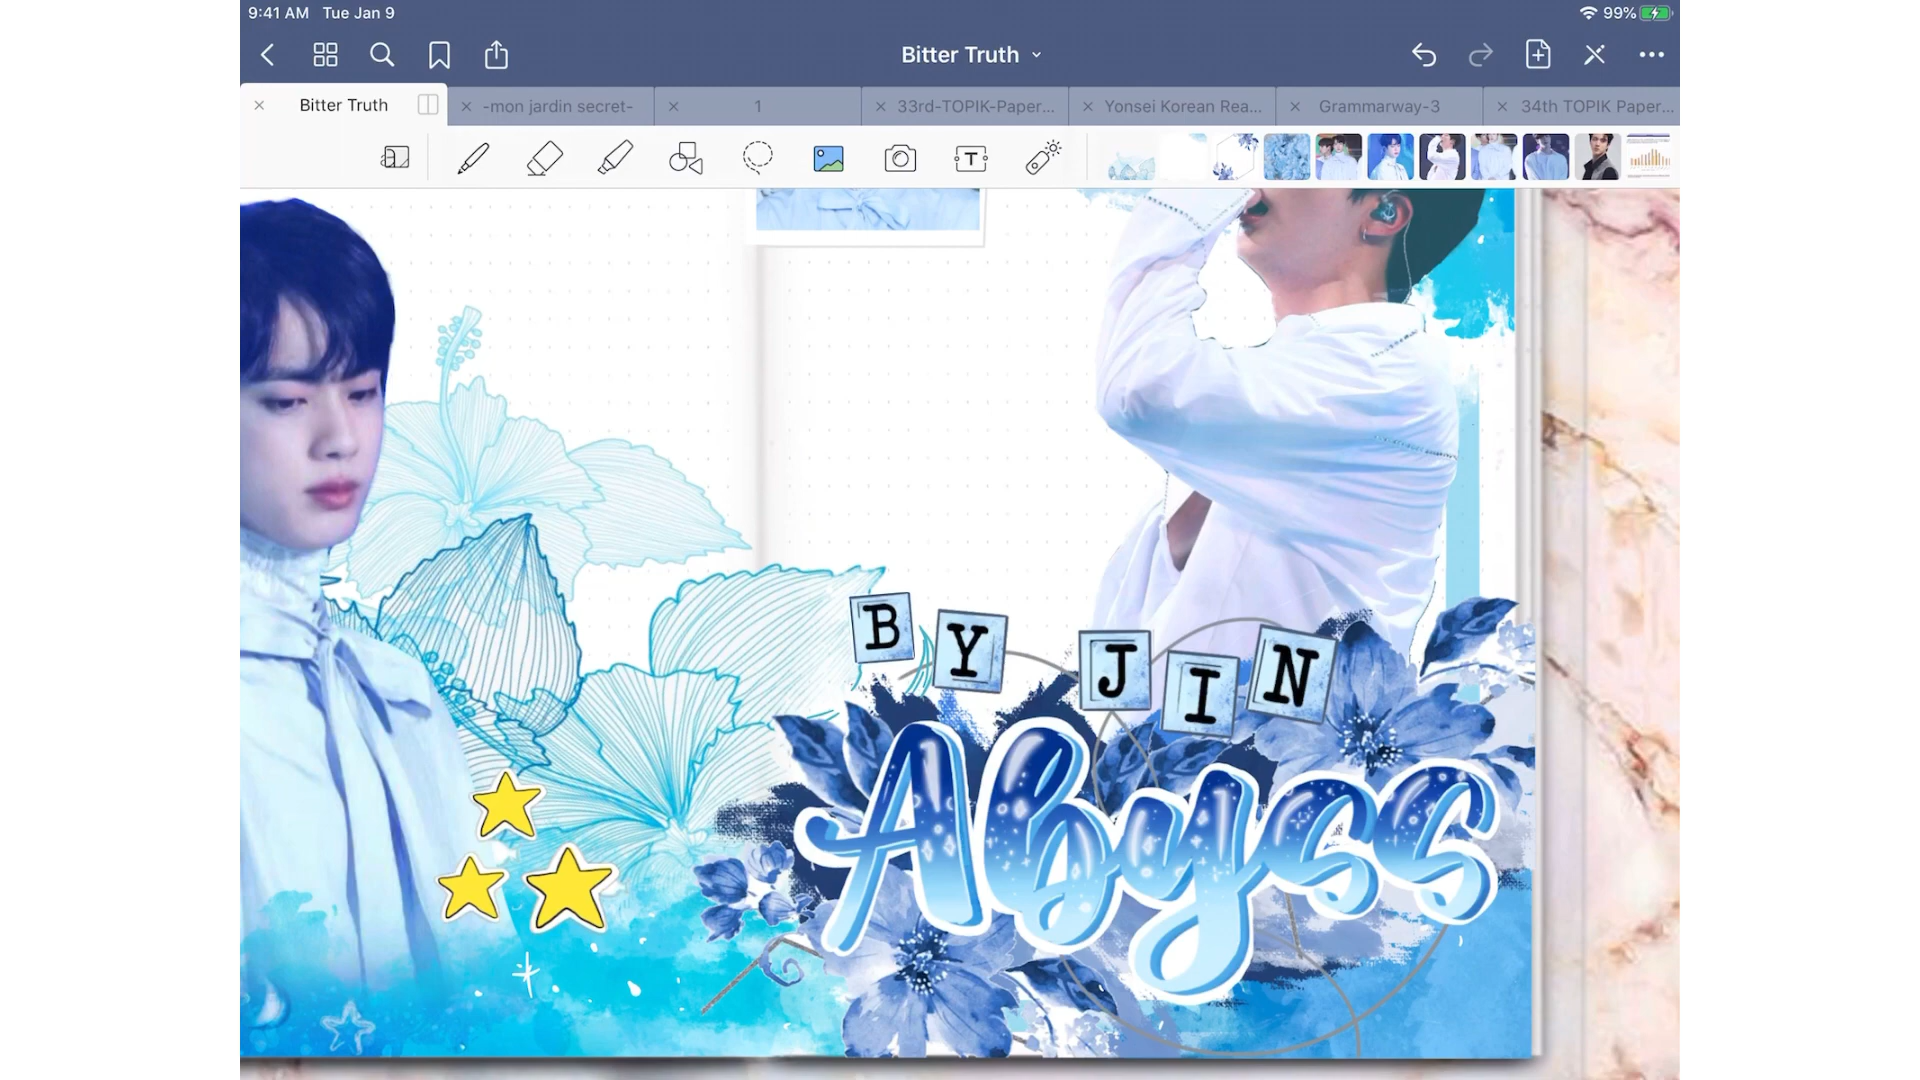 9:41 AM Tue Jan 9
99%
Bitter Truth
Bitter Truth
-mon jardin secret-
1
33rd-TOPIK-Paper...
Yonsei Korean Rea...
Grammarway-3
34th TOPIK Paper...
T
BY JIN
Abyss